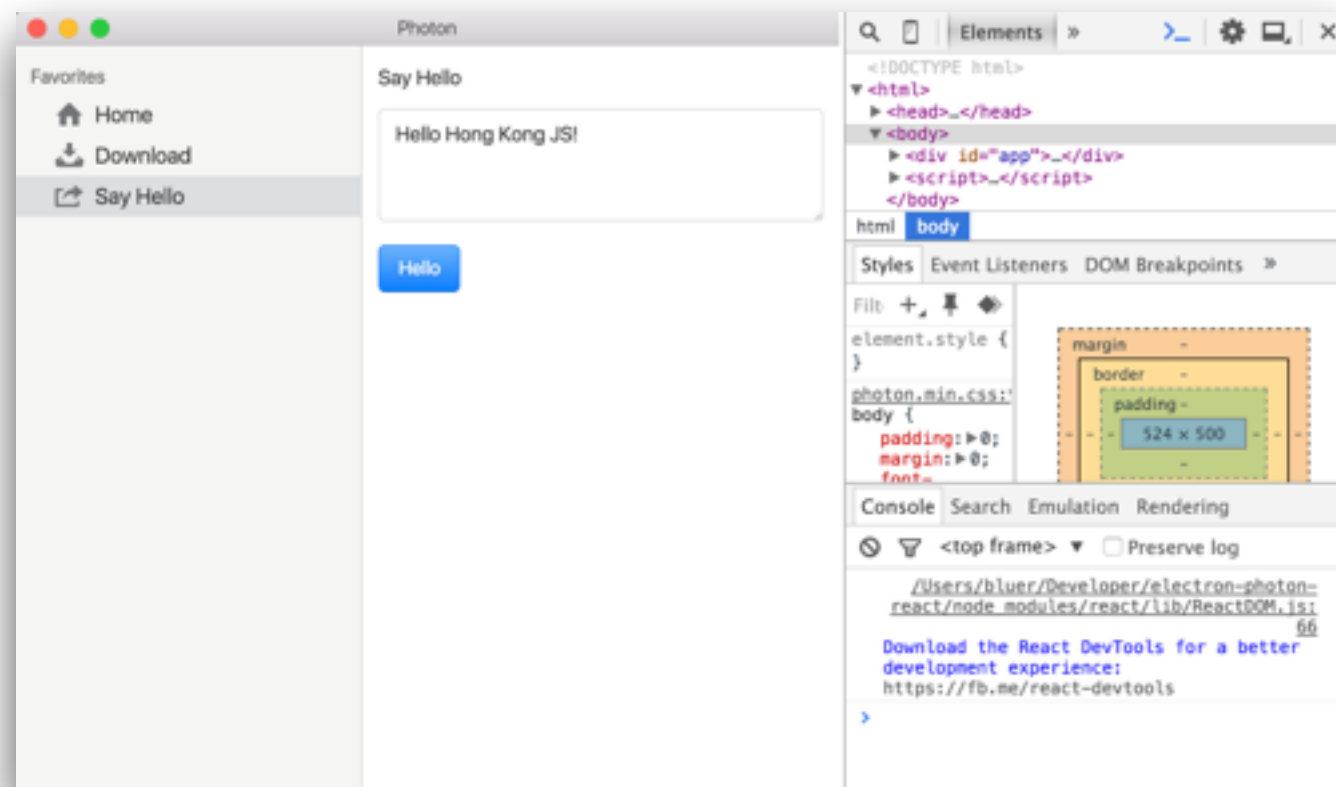 Photon
Favorites
Home
Download
Say Hello
Say Hello
Hello Hong Kong JS!
Hello
Elements »
<!DOCTYPE html>
▼<html>
▶<head>…</head>
▼<body>
▶<div id="app">…</div>
▶<script>…</script>
</body>
html body
Styles Event Listeners DOM Breakpoints »
Filt
element.style {
}
photon.min.css:
body {
padding:▶0;
margin:▶0;
font-
margin -
border -
padding -
- - - 524 × 500 - - -
-
Console Search Emulation Rendering
<top frame> ▼ Preserve log
/Users/bluer/Developer/electron-photon-
react/node_modules/react/lib/ReactDOM.js:
66
Download the React DevTools for a better
development experience:
https://fb.me/react-devtools
>